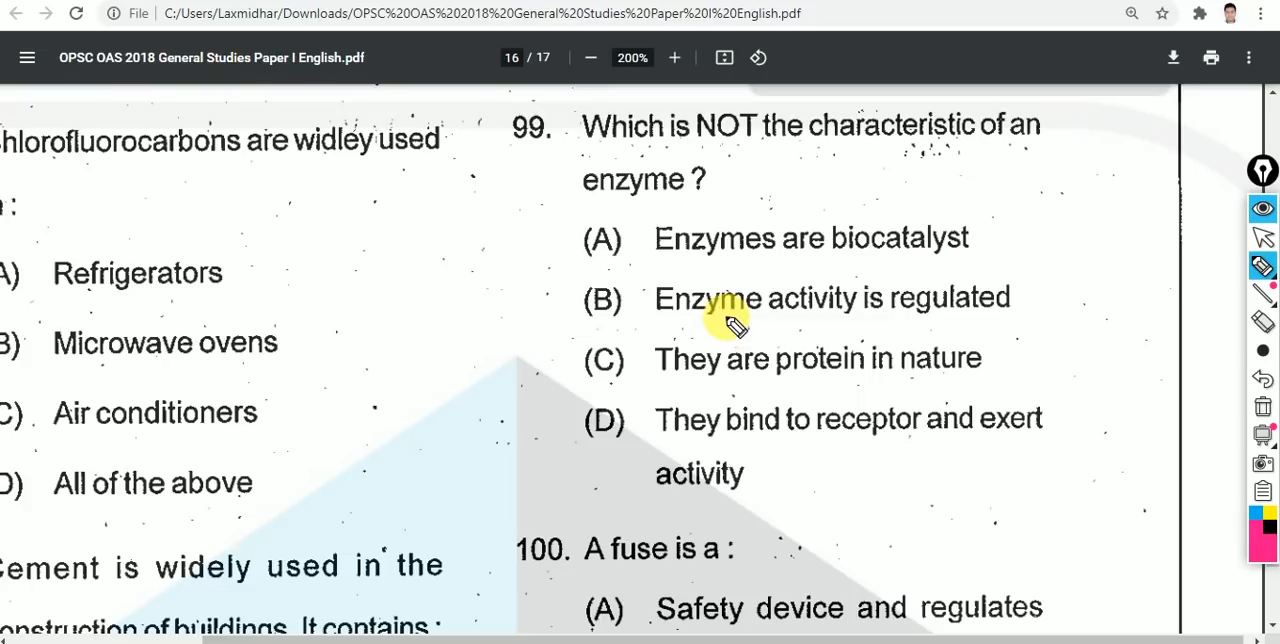 File
C:/Users/Laxmidhar/Downloads/OPSC%20OAS%202018%20General%20Studies%20Paper%20I%20English.pdf
OPSC OAS 2018 General Studies Paper I English.pdf
16 / 17
200%
hlorofluorocarbons are widley used
:
A) Refrigerators
B) Microwave ovens
C) Air conditioners
D) All of the above
Cement is widely used in the
onstruction of buildings. It contains :
99. Which is NOT the characteristic of an
enzyme ?
(A) Enzymes are biocatalyst
(B) Enzyme activity is regulated
(C) They are protein in nature
(D) They bind to receptor and exert
activity
100. A fuse is a :
(A) Safety device and regulates